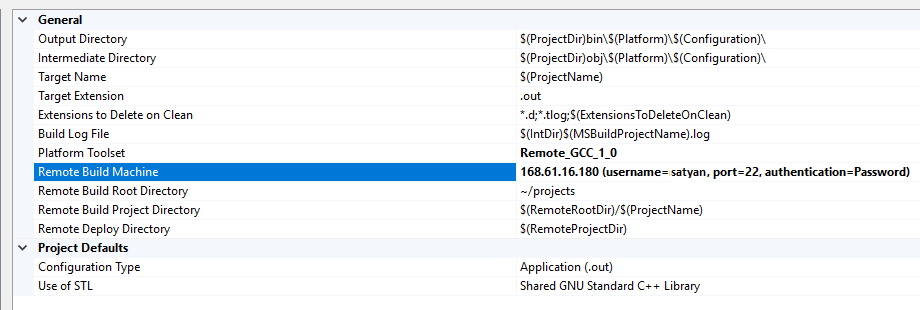 General
Output Directory $(ProjectDir)bin\$(Platform)\$(Configuration)\
Intermediate Directory $(ProjectDir)obj\$(Platform)\$(Configuration)\
Target Name $(ProjectName)
Target Extension .out
Extensions to Delete on Clean *.d;*.tlog;$(ExtensionsToDeleteOnClean)
Build Log File $(IntDir)$(MSBuildProjectName).log
Platform Toolset Remote_GCC_1_0
Remote Build Machine 168.61.16.180 (username= satyan, port=22, authentication=Password)
Remote Build Root Directory ~/projects
Remote Build Project Directory $(RemoteRootDir)/$(ProjectName)
Remote Deploy Directory $(RemoteProjectDir)
Project Defaults
Configuration Type Application (.out)
Use of STL Shared GNU Standard C++ Library